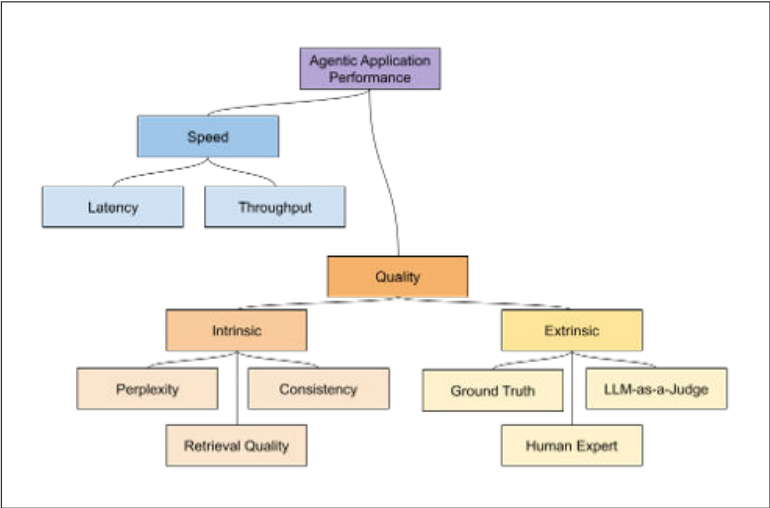 Agentic Application
Performance
Speed
Latency
Throughput
Quality
Intrinsic
Extrinsic
Perplexity
Consistency
Ground Truth
LLM-as-a-Judge
Retrieval Quality
Human Expert